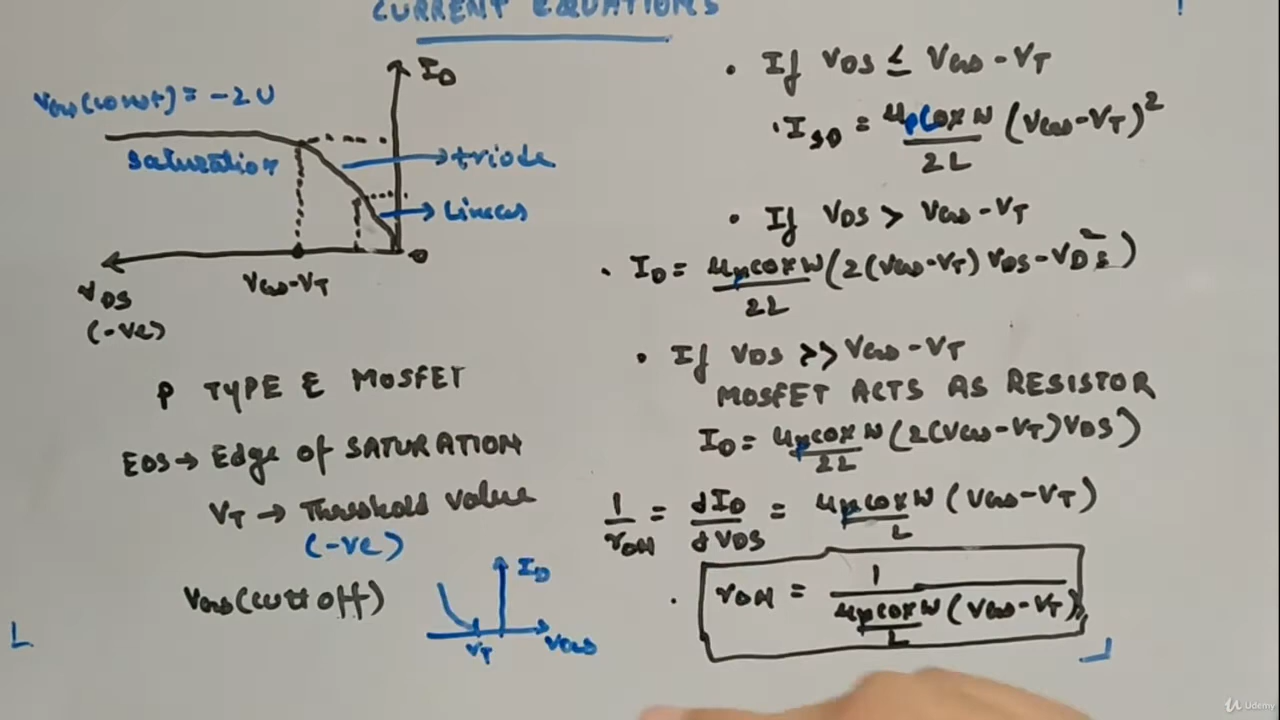 CURRENT EQUATIONS
VGS(const) = -2V
ID
saturation
triode
Linear
0
VGS-VT
VDS
(-ve)
P TYPE E MOSFET
EOS → Edge of SATURATION
VT → Threshold value
(-ve)
VGS(cutt off)
ID
VT
VGS
• If VDS ≤ VGS - VT
• ISD = μpCoxW/2L (VGS-VT)²
• If VDS > VGS - VT
• ID = μpCoxW/2L (2(VGS-VT)VDS - VDS²)
• If VDS >> VGS - VT
MOSFET ACTS AS RESISTOR
ID = μpCoxW/2L (2(VGS-VT)VDS)
1/rON = dID/dVDS = μpCoxW/L (VGS-VT)
• rON = 1/(μpCoxW/L (VGS-VT))
Udemy